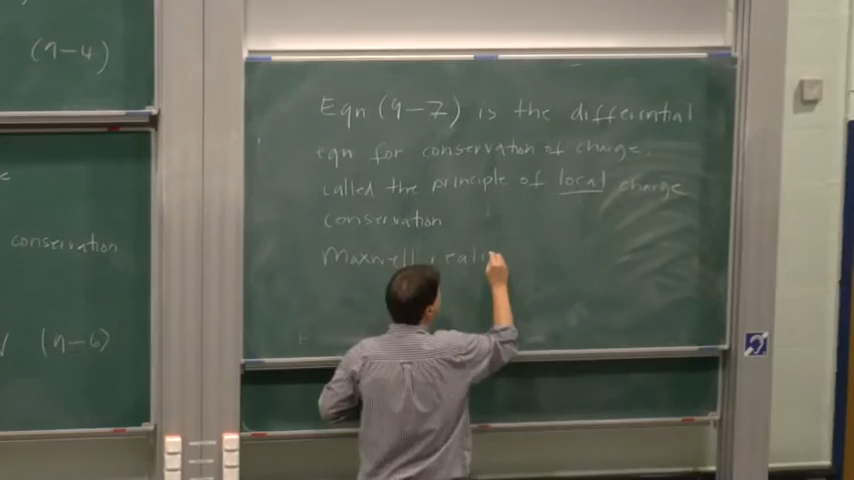 (9-4)
conservation
(9-6)
Eqn (9-7) is the differential
eqn for conservation of charge.
called the principle of local charge
conservation
Maxwell reali